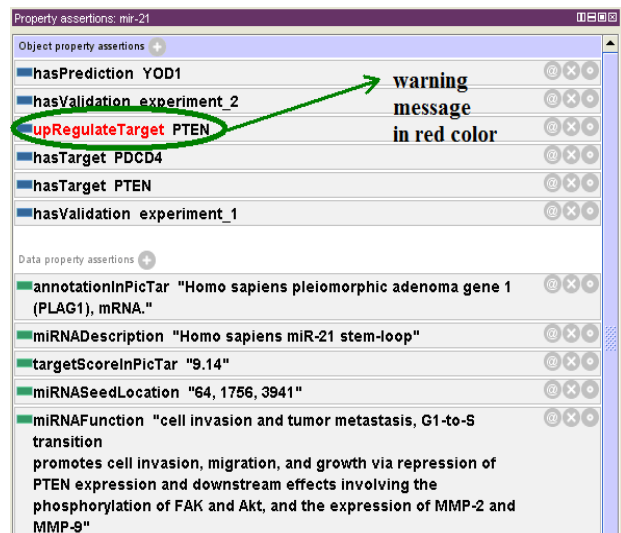 Property assertions: mir-21
Object property assertions
hasPrediction YOD1
hasValidation experiment_2
upRegulateTarget PTEN
hasTarget PDCD4
hasTarget PTEN
hasValidation experiment_1
warning
message
in red color
Data property assertions
annotationInPicTar "Homo sapiens pleiomorphic adenoma gene 1
(PLAG1), mRNA."
miRNADescription "Homo sapiens miR-21 stem-loop"
targetScoreInPicTar "9.14"
miRNASeedLocation "64, 1756, 3941"
miRNAFunction "cell invasion and tumor metastasis, G1-to-S
transition
promotes cell invasion, migration, and growth via repression of
PTEN expression and downstream effects involving the
phosphorylation of FAK and Akt, and the expression of MMP-2 and
MMP-9"